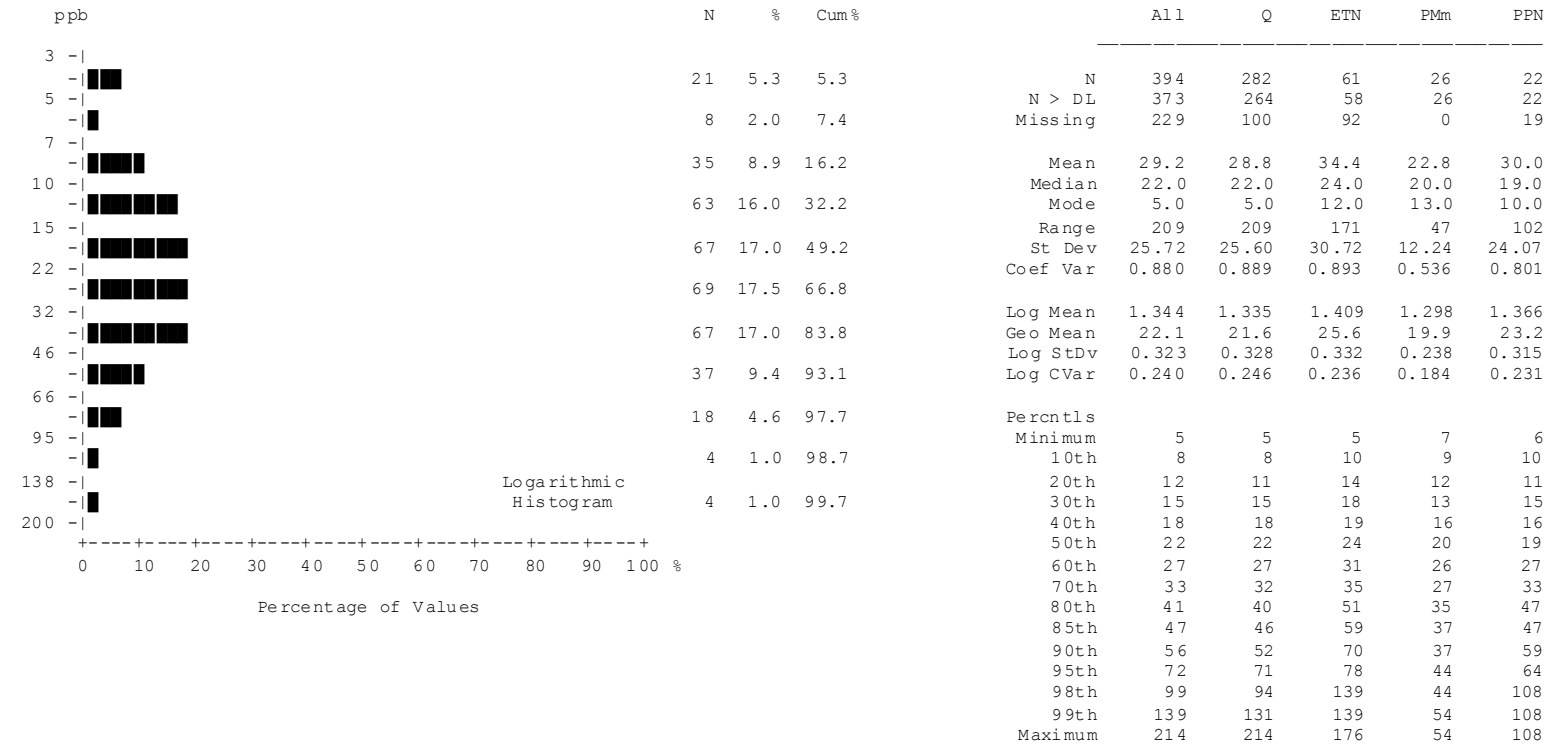 ppb N % Cum% All Q ETN PMm PPN
3 -|
-| 21 5.3 5.3 N 394 282 61 26 22
5 -| N > DL 373 264 58 26 22
-| 8 2.0 7.4 Missing 229 100 92 0 19
7 -|
-| 35 8.9 16.2 Mean 29.2 28.8 34.4 22.8 30.0
10 -| Median 22.0 22.0 24.0 20.0 19.0
-| 63 16.0 32.2 Mode 5.0 5.0 12.0 13.0 10.0
15 -| Range 209 209 171 47 102
-| 67 17.0 49.2 St Dev 25.72 25.60 30.72 12.24 24.07
22 -| Coef Var 0.880 0.889 0.893 0.536 0.801
-| 69 17.5 66.8
32 -| Log Mean 1.344 1.335 1.409 1.298 1.366
-| 67 17.0 83.8 Geo Mean 22.1 21.6 25.6 19.9 23.2
46 -| Log StDv 0.323 0.328 0.332 0.238 0.315
-| 37 9.4 93.1 Log CVar 0.240 0.246 0.236 0.184 0.231
66 -|
-| 18 4.6 97.7 Percntls
95 -| Minimum 5 5 5 7 6
-| 4 1.0 98.7 10th 8 8 10 9 10
138 -| Logarithmic 20th 12 11 14 12 11
-| Histogram 4 1.0 99.7 30th 15 15 18 13 15
200 -| 40th 18 18 19 16 16
+----+----+----+----+----+----+----+----+----+----+ 50th 22 22 24 20 19
0 10 20 30 40 50 60 70 80 90 100 % 60th 27 27 31 26 27
70th 33 32 35 27 33
Percentage of Values 80th 41 40 51 35 47
85th 47 46 59 37 47
90th 56 52 70 37 59
95th 72 71 78 44 64
98th 99 94 139 44 108
99th 139 131 139 54 108
Maximum 214 214 176 54 108